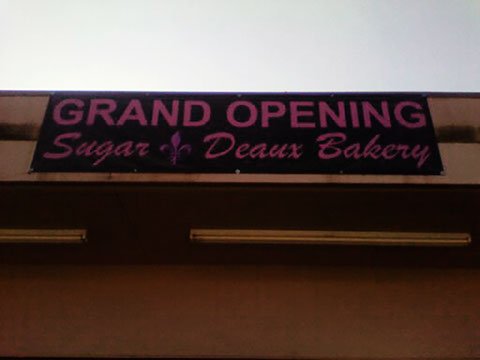 GRAND OPENING
Sugar Deaux Bakery